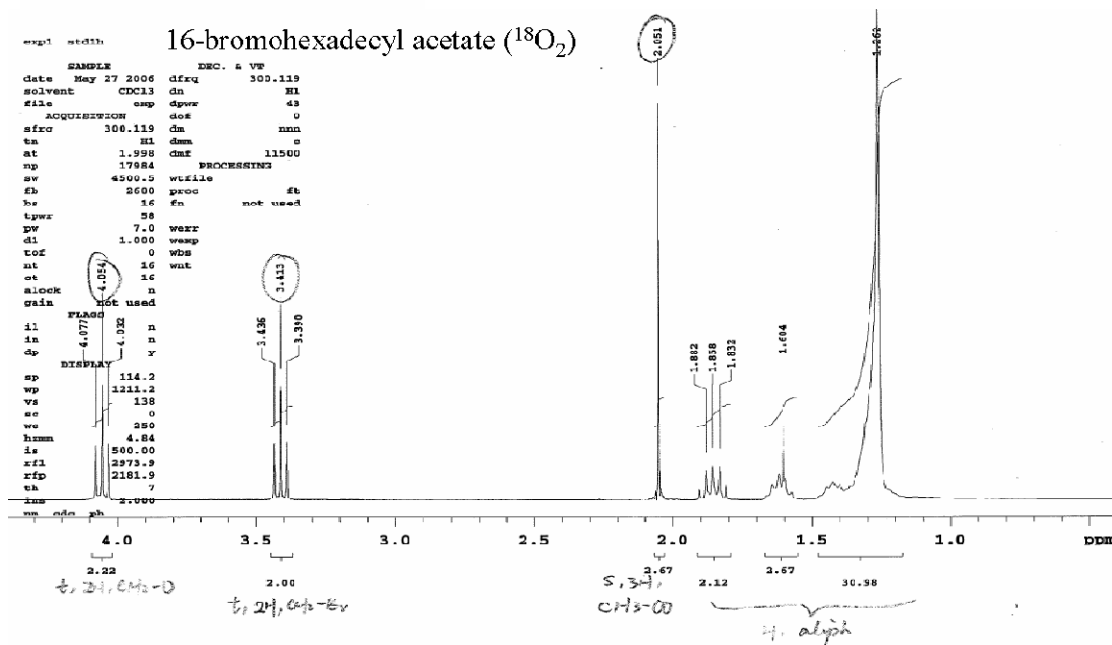 16-bromohexadecyl acetate (¹⁸O₂)
exp1 std1h
SAMPLE DEC. & VT
date May 27 2006 dfrq 300.119
solvent CDCl3 dn H1
file exp dpwr 43
ACQUISITION dof 0
sfrq 300.119 dm nnn
tn H1 dmm c
at 1.998 dmf 11500
np 17984 PROCESSING
sw 4500.5 wtfile
fb 2600 proc ft
bs 16 fn not used
tpwr 58
pw 7.0 werr
d1 1.000 wexp
tof 0 wbs
nt 16 wnt
ct 16
alock n
gain not used
FLAGS
il n
in n
dp y
DISPLAY
sp 114.2
wp 1211.2
vs 138
sc 0
wc 250
hzmm 4.84
is 500.00
rfl 2973.9
rfp 2181.9
th 7
ins 2.000
nm cdc ph
4.077
4.054
4.032
3.436
3.413
3.390
2.051
1.882
1.858
1.832
1.604
1.262
4.0 3.5 3.0 2.5 2.0 1.5 1.0 ppm
2.22 2.00 2.67 2.12 2.67 30.98
t, 2H, CH2-O
t, 2H, CH2-Br
S, 3H,
CH3-CO
H. aliph